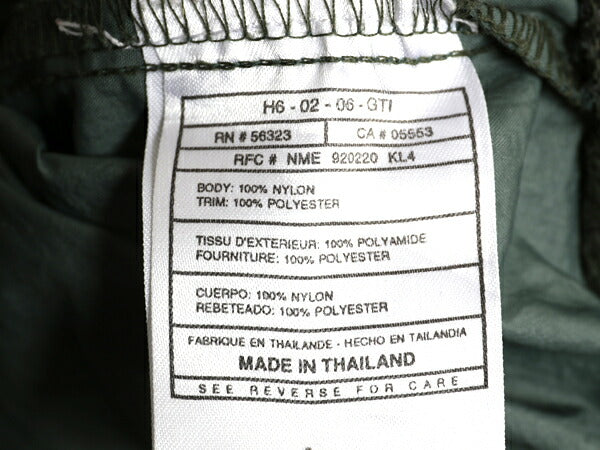 H6 - 02 - 06 - GTI
RN # 56323 CA # 05553
RFC # NME 920220 KL4
BODY: 100% NYLON
TRIM: 100% POLYESTER
TISSU D'EXTERIEUR: 100% POLYAMIDE
FOURNITURE: 100% POLYESTER
CUERPO: 100% NYLON
REBETEADO: 100% POLYESTER
FABRIQUE EN THAILANDE - HECHO EN TAILANDIA
MADE IN THAILAND
SEE REVERSE FOR CARE